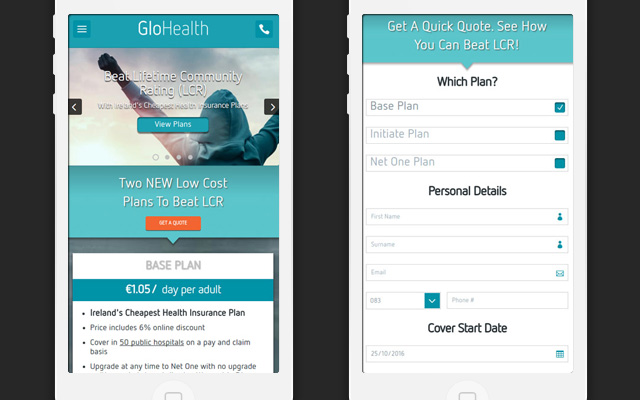 GloHealth
Beat Lifetime Community
Rating (LCR)
With Ireland's Cheapest Health Insurance Plans
View Plans
Two NEW Low Cost
Plans To Beat LCR
GET A QUOTE
BASE PLAN
€1.05 / day per adult
• Ireland's Cheapest Health Insurance Plan
• Price includes 6% online discount
• Cover in 50 public hospitals on a pay and claim
basis
• Upgrade at any time to Net One with no upgrade
Get A Quick Quote. See How
You Can Beat LCR!
Which Plan?
Base Plan
Initiate Plan
Net One Plan
Personal Details
First Name
Surname
Email
083
Phone #
Cover Start Date
25/10/2016